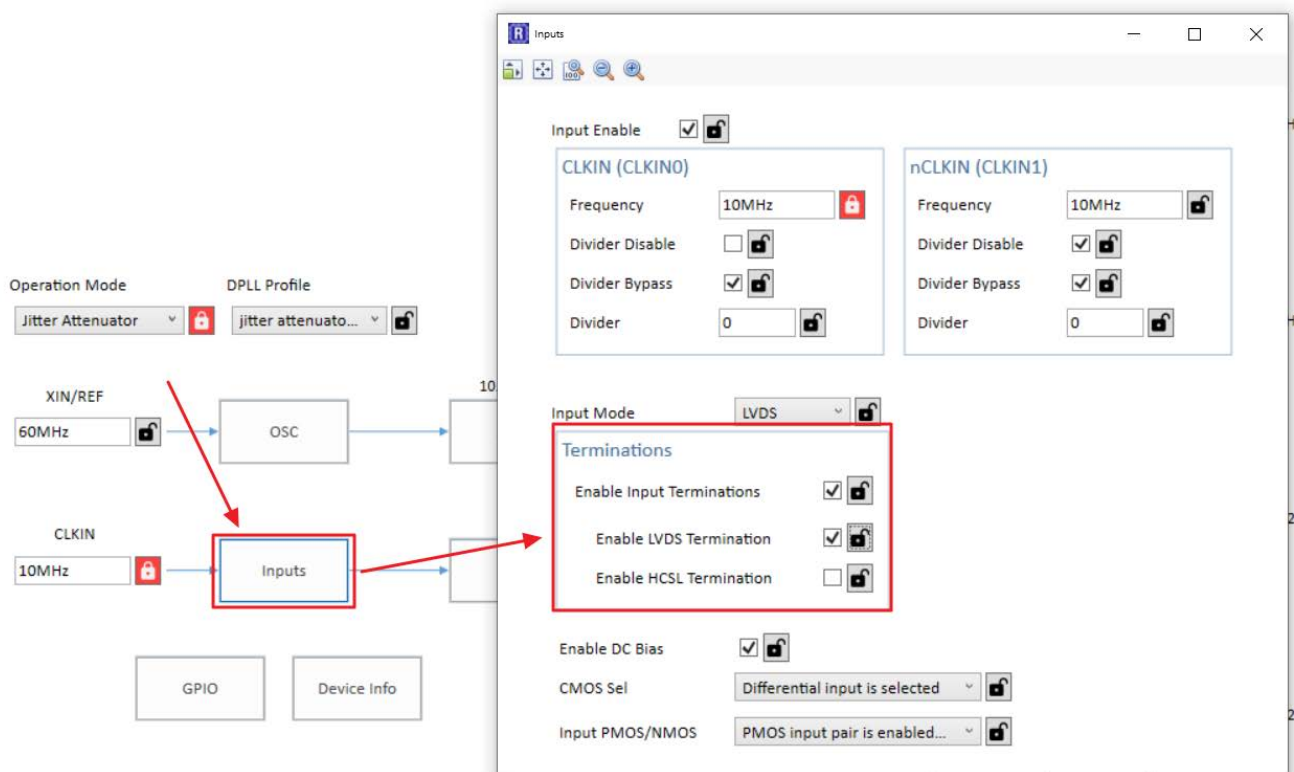 Operation Mode
DPLL Profile
Jitter Attenuator
jitter attenuato...
XIN/REF
10
60MHz
OSC
CLKIN
10MHz
Inputs
GPIO
Device Info
R
Inputs
100
Input Enable
CLKIN (CLKIN0)
Frequency
10MHz
Divider Disable
Divider Bypass
Divider
0
nCLKIN (CLKIN1)
Frequency
10MHz
Divider Disable
Divider Bypass
Divider
0
Input Mode
LVDS
Terminations
Enable Input Terminations
Enable LVDS Termination
Enable HCSL Termination
Enable DC Bias
CMOS Sel
Differential input is selected
Input PMOS/NMOS
PMOS input pair is enabled...